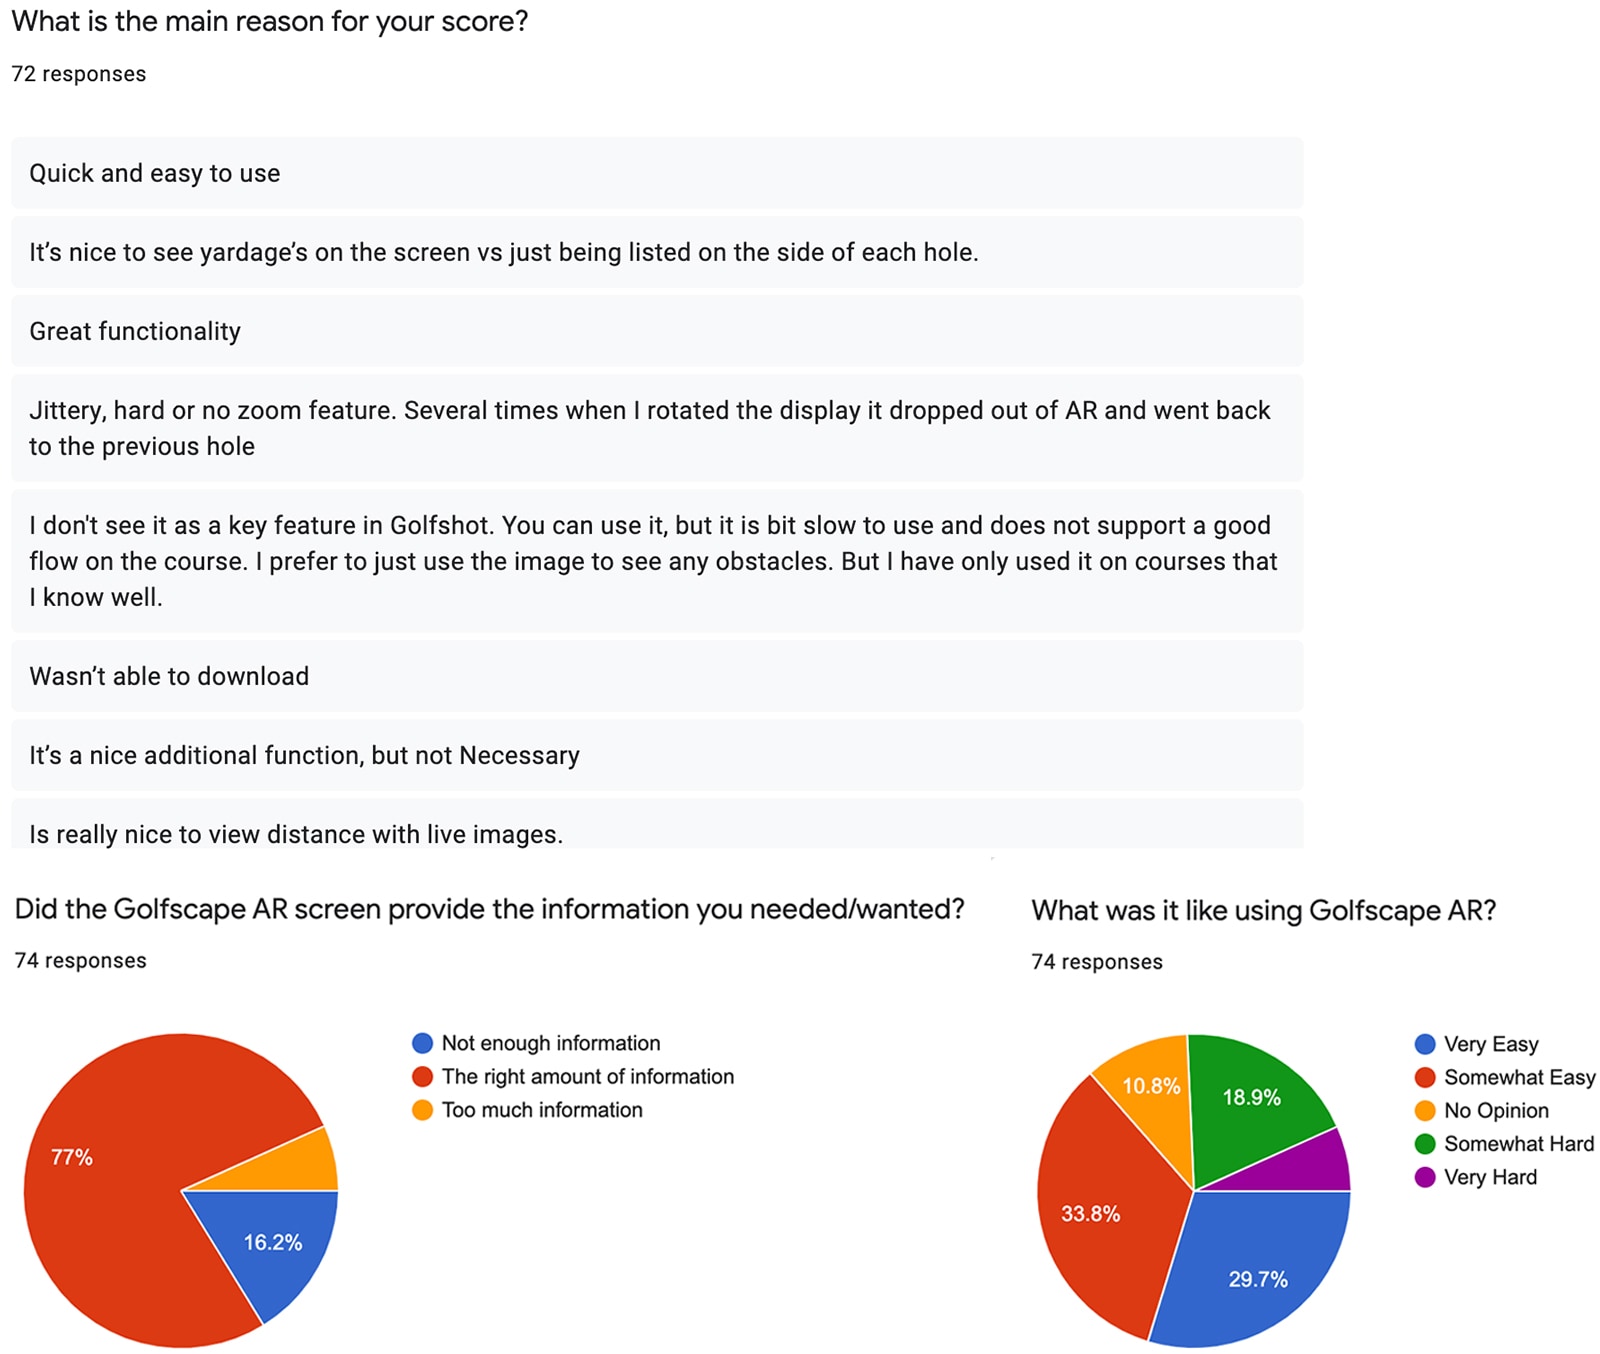 What is the main reason for your score?
72 responses
Quick and easy to use
It’s nice to see yardage’s on the screen vs just being listed on the side of each hole.
Great functionality
Jittery, hard or no zoom feature. Several times when I rotated the display it dropped out of AR and went back
to the previous hole
I don't see it as a key feature in Golfshot. You can use it, but it is bit slow to use and does not support a good
flow on the course. I prefer to just use the image to see any obstacles. But I have only used it on courses that
I know well.
Wasn’t able to download
It’s a nice additional function, but not Necessary
Is really nice to view distance with live images.
Did the Golfscape AR screen provide the information you needed/wanted?
74 responses
77%
16.2%
Not enough information
The right amount of information
Too much information
What was it like using Golfscape AR?
74 responses
10.8%
18.9%
33.8%
29.7%
Very Easy
Somewhat Easy
No Opinion
Somewhat Hard
Very Hard